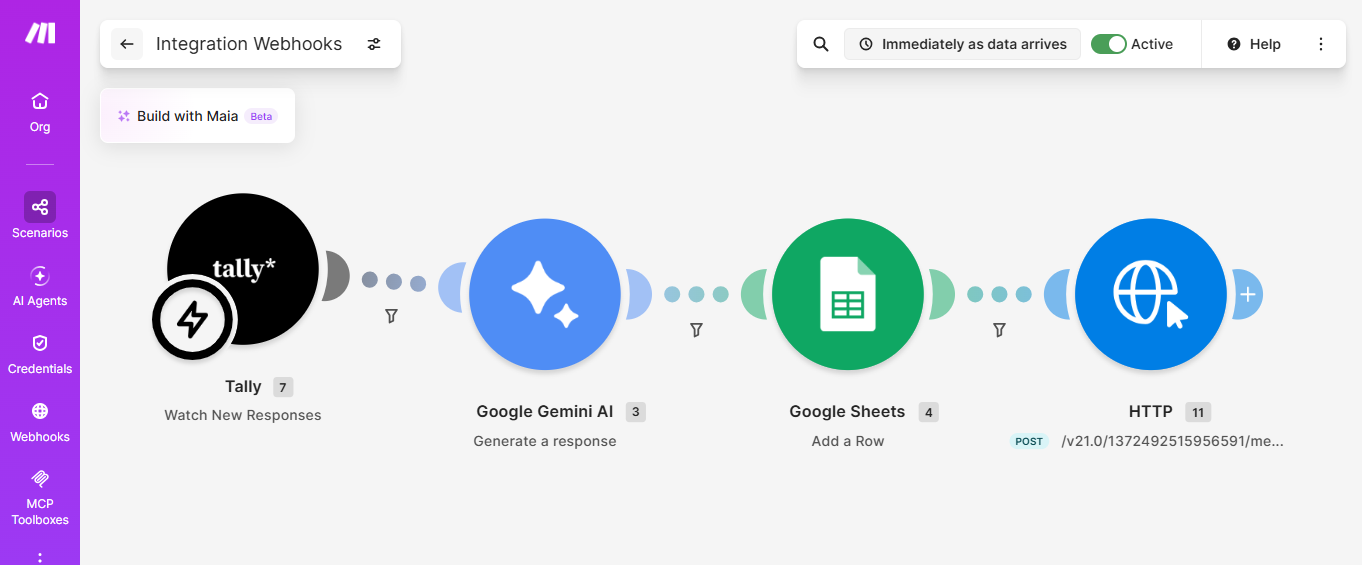 Integration Webhooks
Immediately as data arrives
Active
Help
Build with Maia Beta
Org
Scenarios
AI Agents
Credentials
Webhooks
MCP
Toolboxes
tally*
Tally 7
Watch New Responses
Google Gemini AI 3
Generate a response
Google Sheets 4
Add a Row
HTTP 11
POST /v21.0/1372492515956591/me...